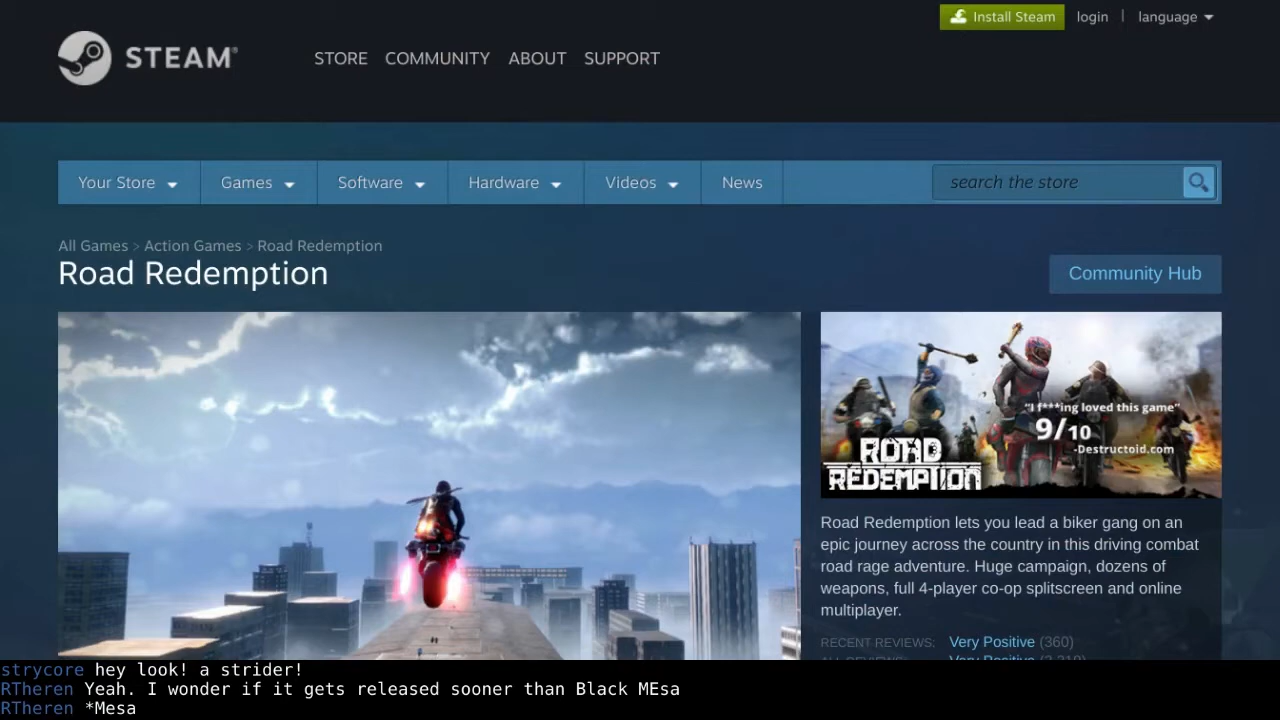 Install Steam login | language
STEAM®
STORE COMMUNITY ABOUT SUPPORT
Your Store Games Software Hardware Videos News search the store
All Games > Action Games > Road Redemption
Road Redemption
Community Hub
"I f***ing loved this game"
9/10
-Destructoid.com
ROAD
REDEMPTION
Road Redemption lets you lead a biker gang on an
epic journey across the country in this driving combat
road rage adventure. Huge campaign, dozens of
weapons, full 4-player co-op splitscreen and online
multiplayer.
RECENT REVIEWS: Very Positive (360)
strycore hey look! a strider!
RTheren Yeah. I wonder if it gets released sooner than Black MEsa
RTheren *Mesa